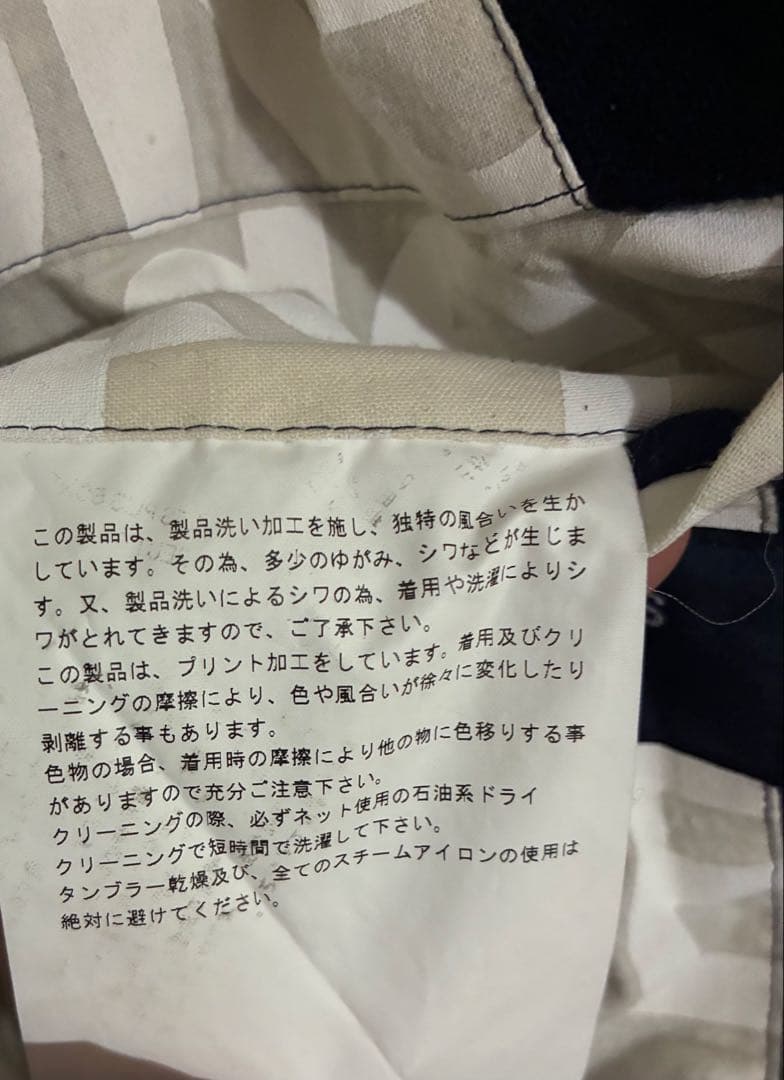 この製品は、製品洗い加工を施し、独特の風合いを生か
しています。その為、多少のゆがみ、シワなどが生じま
す。又、製品洗いによるシワの為、着用や洗濯によりシ
ワがとれてきますので、ご了承下さい。
この製品は、プリント加工をしています。着用及びクリ
ーニングの摩擦により、色や風合いが徐々に変化したり
剥離する事もあります。
色物の場合、着用時の摩擦により他の物に色移りする事
がありますので充分ご注意下さい。
クリーニングの際、必ずネット使用の石油系ドライ
クリーニングで短時間で洗濯して下さい。
タンブラー乾燥及び、全てのスチームアイロンの使用は
絶対に避けてください。